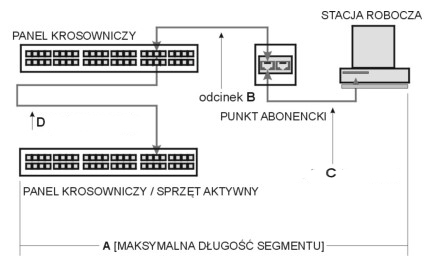 STACJA ROBOCZA
PANEL KROSOWNICZY
odcinek B
PUNKT ABONENCKI
D
C
PANEL KROSOWNICZY / SPRZĘT AKTYWNY
A [MAKSYMALNA DŁUGOŚĆ SEGMENTU]